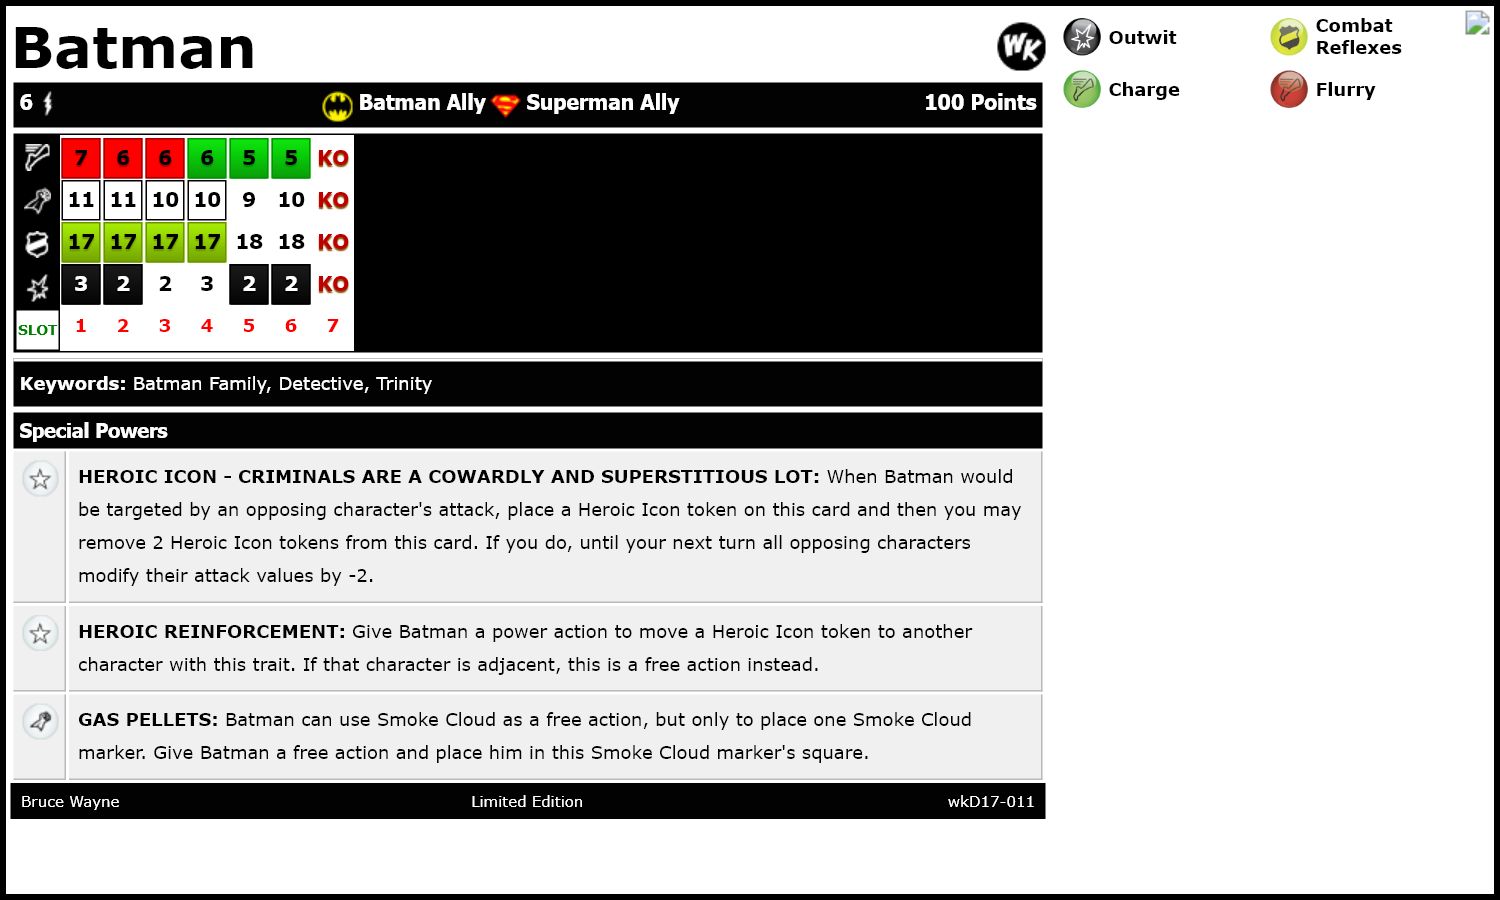 Batman
WK
6 Batman Ally Superman Ally 100 Points
7 6 6 6 5 5 KO
11 11 10 10 9 10 KO
17 17 17 17 18 18 KO
3 2 2 3 2 2 KO
SLOT 1 2 3 4 5 6 7
Keywords: Batman Family, Detective, Trinity
Special Powers
HEROIC ICON - CRIMINALS ARE A COWARDLY AND SUPERSTITIOUS LOT: When Batman would
be targeted by an opposing character's attack, place a Heroic Icon token on this card and then you may
remove 2 Heroic Icon tokens from this card. If you do, until your next turn all opposing characters
modify their attack values by -2.
HEROIC REINFORCEMENT: Give Batman a power action to move a Heroic Icon token to another
character with this trait. If that character is adjacent, this is a free action instead.
GAS PELLETS: Batman can use Smoke Cloud as a free action, but only to place one Smoke Cloud
marker. Give Batman a free action and place him in this Smoke Cloud marker's square.
Bruce Wayne Limited Edition wkD17-011
Outwit
Combat
Reflexes
Charge
Flurry